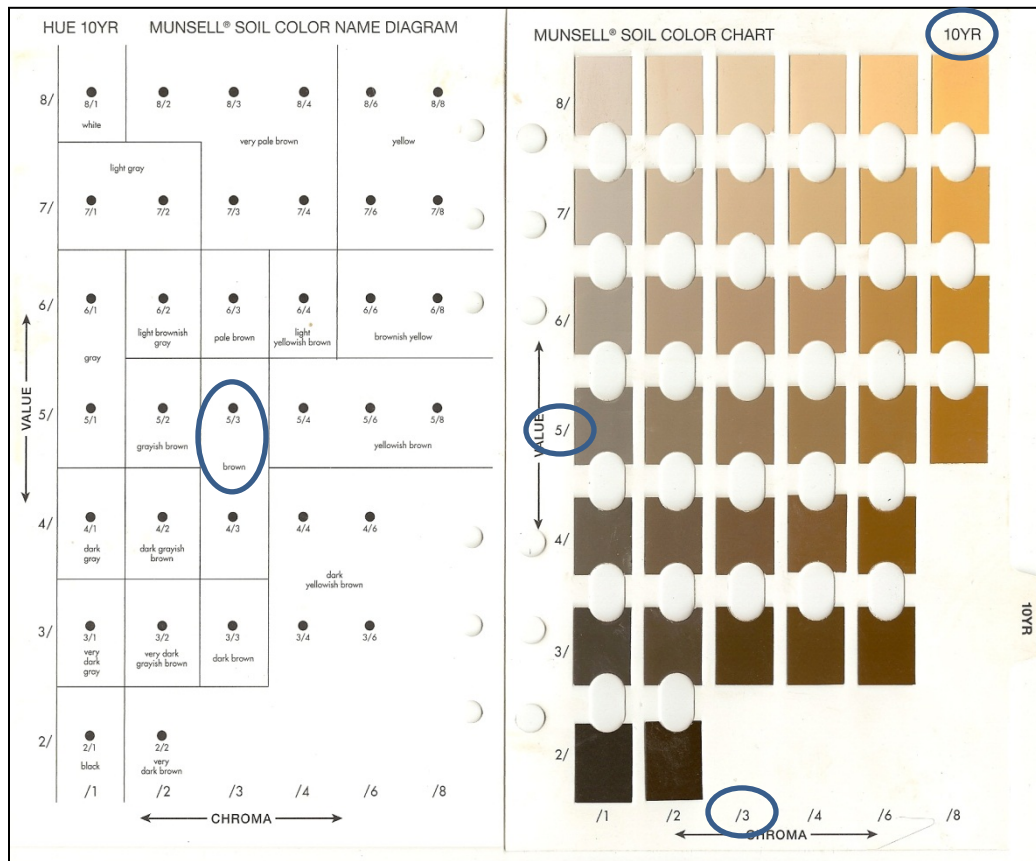 HUE 10YR MUNSELL® SOIL COLOR NAME DIAGRAM
8/
8/1 8/2 8/3 8/4 8/6 8/8
white
very pale brown
yellow
light gray
7/
7/1 7/2 7/3 7/4 7/6 7/8
6/
6/1 6/2 6/3 6/4 6/6 6/8
light brownish
gray
pale brown
light
yellowish brown
brownish yellow
gray
VALUE
5/
5/1 5/2 5/3 5/4 5/6 5/8
grayish brown
brown
yellowish brown
4/
4/1 4/2 4/3 4/4 4/6
dark
gray
dark grayish
brown
dark
yellowish brown
3/
3/1 3/2 3/3 3/4 3/6
very
dark
gray
very dark
grayish brown
dark brown
2/
2/1 2/2
black
very
dark brown
/1 /2 /3 /4 /6 /8
CHROMA
MUNSELL® SOIL COLOR CHART 10YR
8/
7/
6/
VALUE
5/
4/
3/
2/
/1 /2 /3 /4 /6 /8
CHROMA
10YR